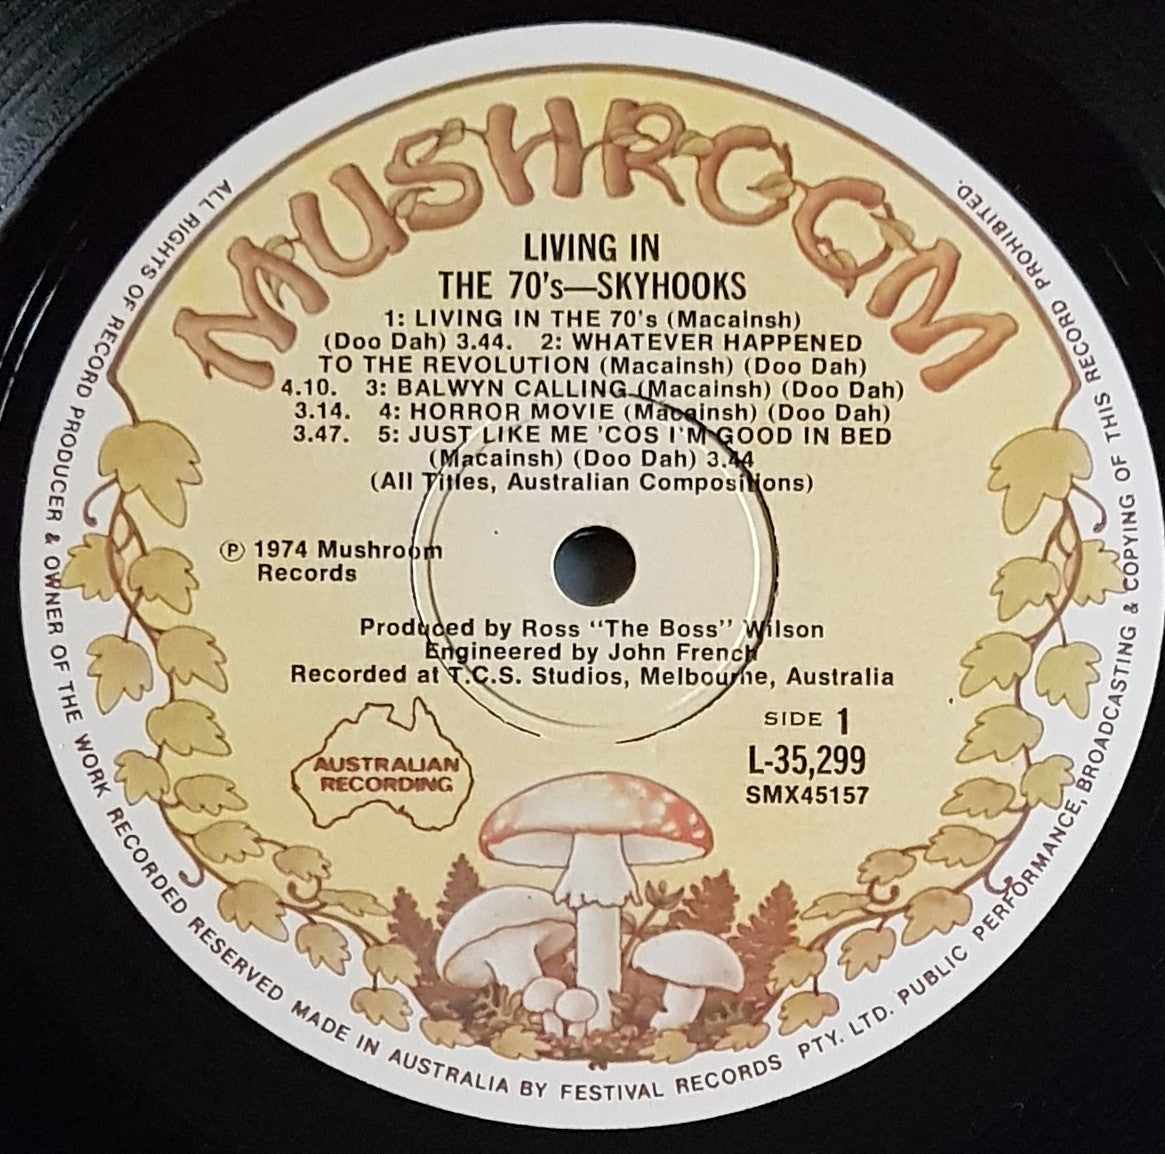 MUSHROOM
LIVING IN
THE 70's—SKYHOOKS
1: LIVING IN THE 70's (Macainsh)
(Doo Dah) 3.44. 2: WHATEVER HAPPENED
TO THE REVOLUTION (Macainsh) (Doo Dah)
4.10. 3: BALWYN CALLING (Macainsh) (Doo Dah)
3.14. 4: HORROR MOVIE (Macainsh) (Doo Dah)
3.47. 5: JUST LIKE ME 'COS I'M GOOD IN BED
(Macainsh) (Doo Dah) 3.44
(All Titles, Australian Compositions)
Ⓟ 1974 Mushroom
Records
Produced by Ross "The Boss" Wilson
Engineered by John French
Recorded at T.C.S. Studios, Melbourne, Australia
AUSTRALIAN
RECORDING
SIDE 1
L-35,299
SMX45157
ALL RIGHTS OF RECORD PRODUCER & OWNER OF THE WORK RECORDED RESERVED MADE IN AUSTRALIA BY FESTIVAL RECORDS PTY. LTD. PUBLIC PERFORMANCE, BROADCASTING & COPYING OF THIS RECORD PROHIBITED.